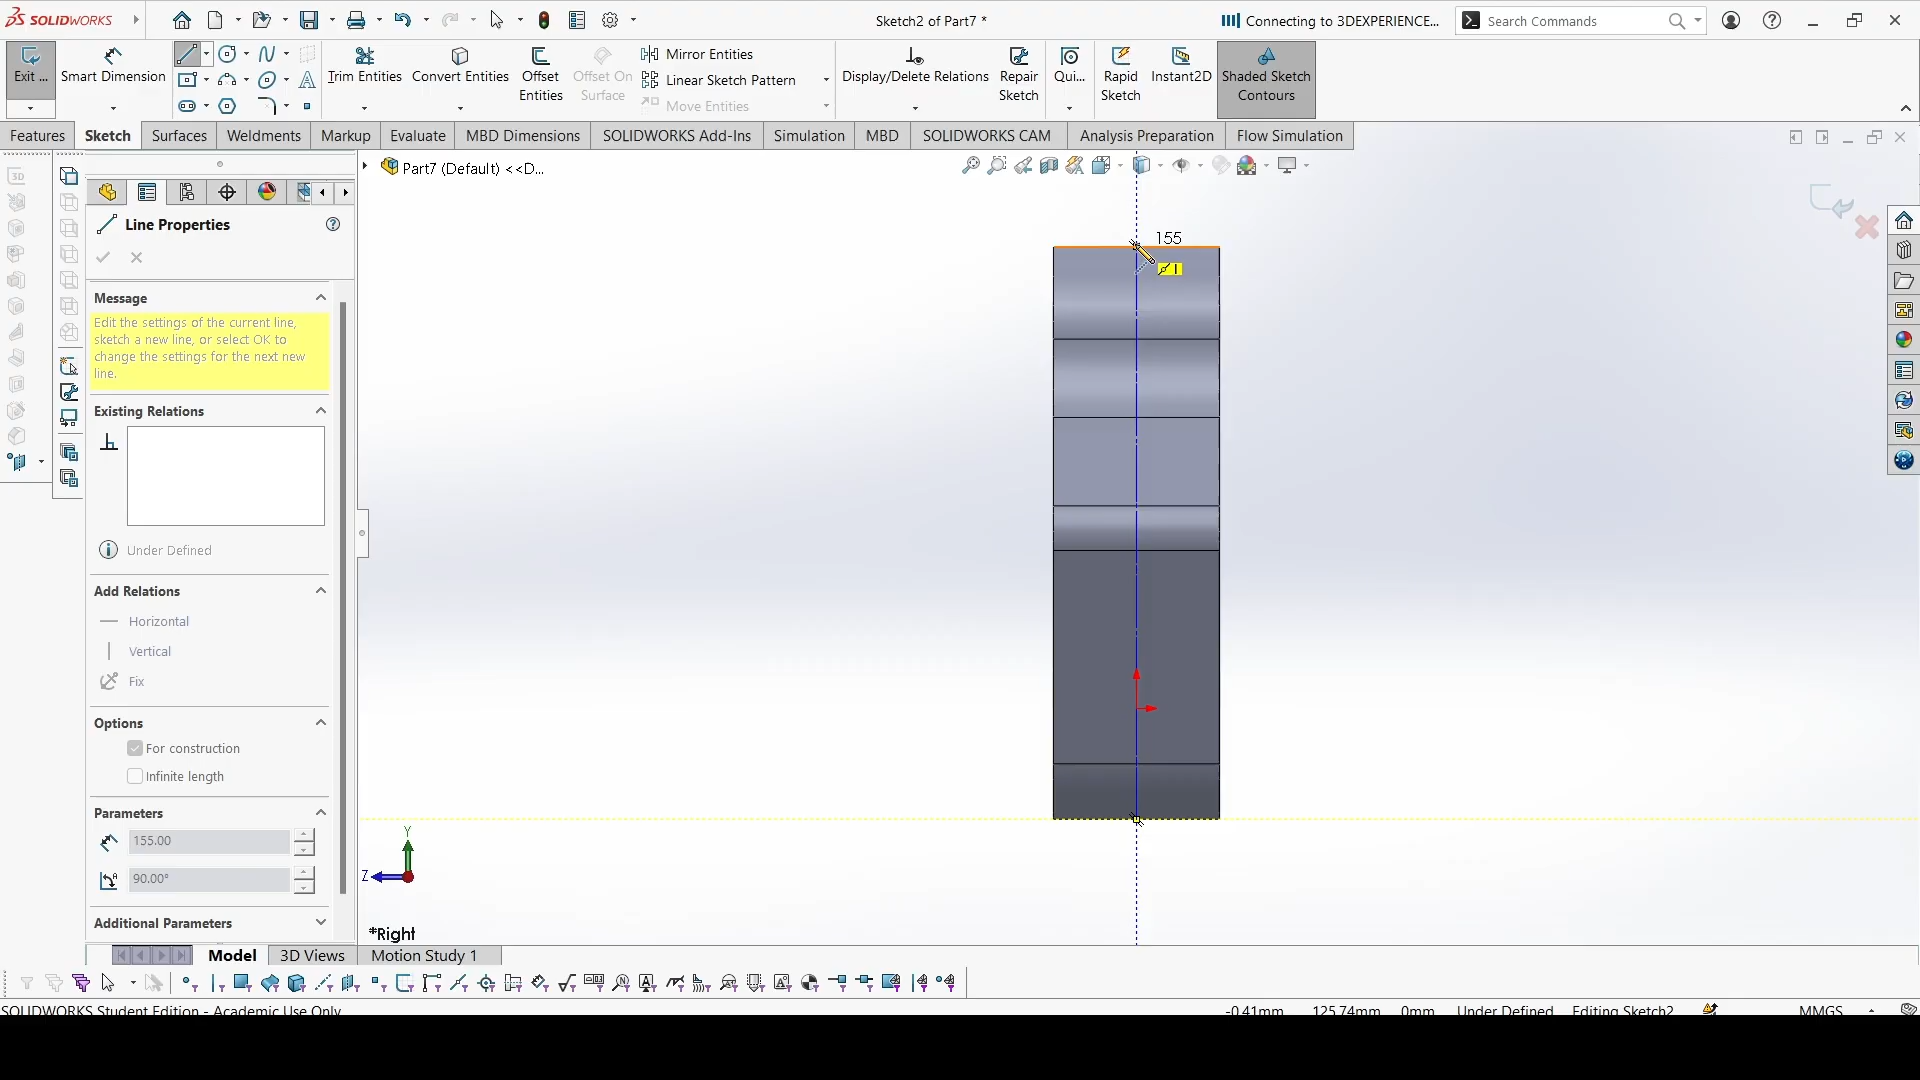 SOLIDWORKS
Sketch2 of Part7 *
Connecting to 3DEXPERIENCE...
Search Commands
Exit ...
Smart Dimension
Trim Entities
Convert Entities
Offset Entities
Offset On Surface
Mirror Entities
Linear Sketch Pattern
Move Entities
Display/Delete Relations
Repair Sketch
Qui...
Rapid Sketch
Instant2D
Shaded Sketch Contours
Features
Sketch
Surfaces
Weldments
Markup
Evaluate
MBD Dimensions
SOLIDWORKS Add-Ins
Simulation
MBD
SOLIDWORKS CAM
Analysis Preparation
Flow Simulation
Part7 (Default) <<D...
Line Properties
Message
Edit the settings of the current line,
sketch a new line, or select OK to
change the settings for the next new
line.
Existing Relations
Under Defined
Add Relations
Horizontal
Vertical
Fix
Options
For construction
Infinite length
Parameters
155.00
90.00°
Additional Parameters
155
Y
Z
*Right
Model
3D Views
Motion Study 1
SOLIDWORKS Student Edition - Academic Use Only
-0.41mm
125.74mm
0mm
Under Defined
Editing Sketch2
MMGS